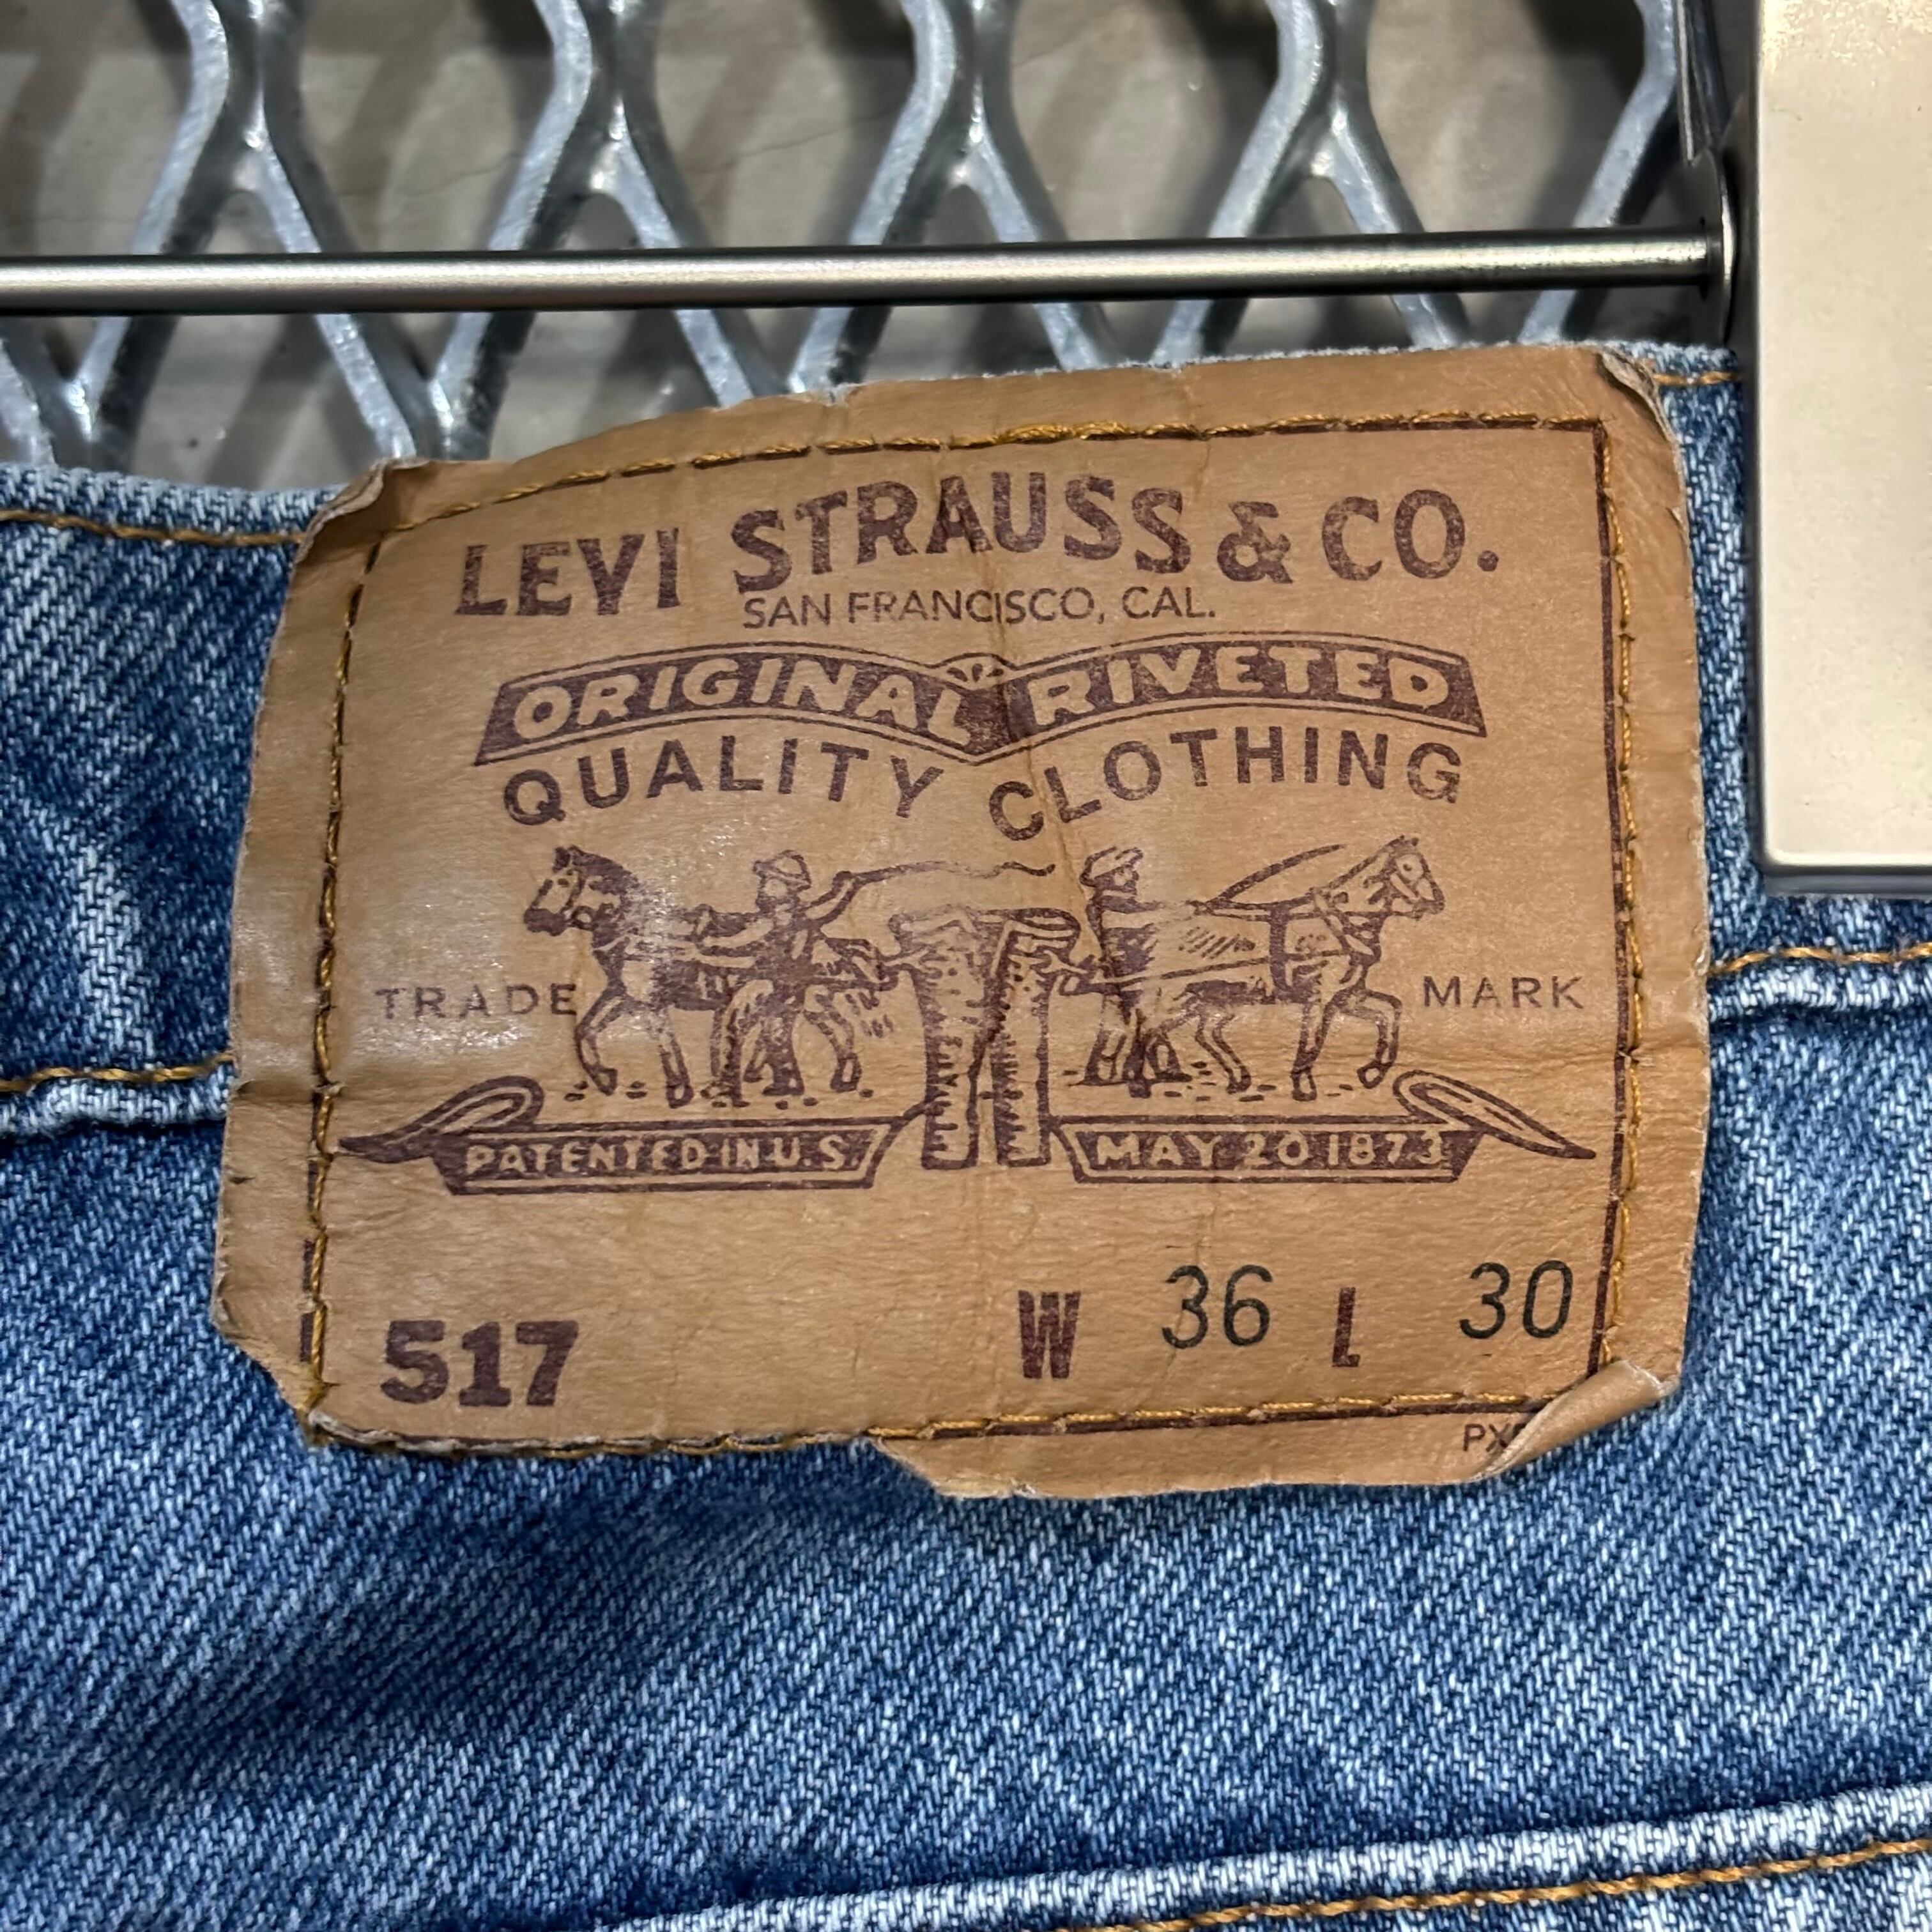 LEVI STRAUSS & CO.
SAN FRANCISCO, CAL.
ORIGINAL RIVETED
QUALITY CLOTHING
TRADE MARK
PATENTED IN U.S. MAY 20 1873
517 W 36 L 30